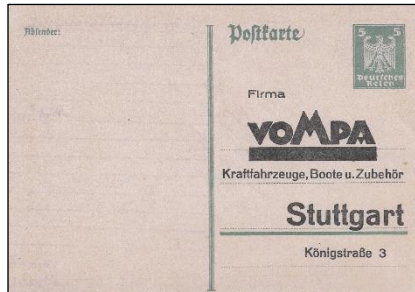 Absender:
Postkarte
5 5
Deutsches
Reich
Firma
VOMPA
Kraftfahrzeuge, Boote u. Zubehör
Stuttgart
Königstraße 3